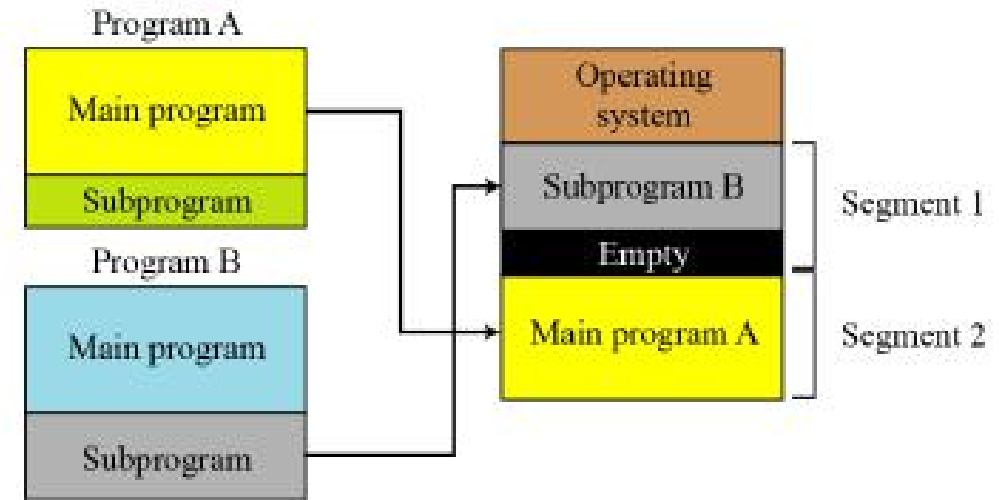 Program A
Main program
Subprogram
Program B
Main program
Subprogram
Operating
system
Subprogram B
Empty
Main program A
Segment 1
Segment 2